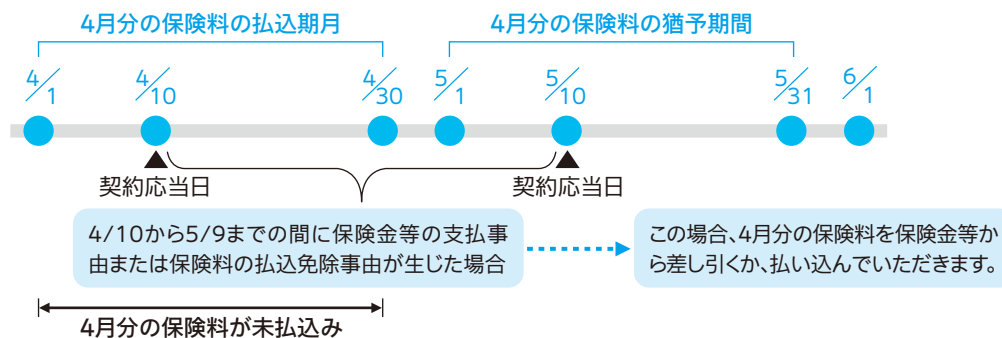 4月分の保険料の払込期月
4月分の保険料の猶予期間
4/1
4/10
4/30
5/1
5/10
5/31
6/1
契約応当日
契約応当日
4/10から5/9までの間に保険金等の支払事
由または保険料の払込免除事由が生じた場合
この場合、4月分の保険料を保険金等か
ら差し引くか、払い込んでいただきます。
4月分の保険料が未払込み